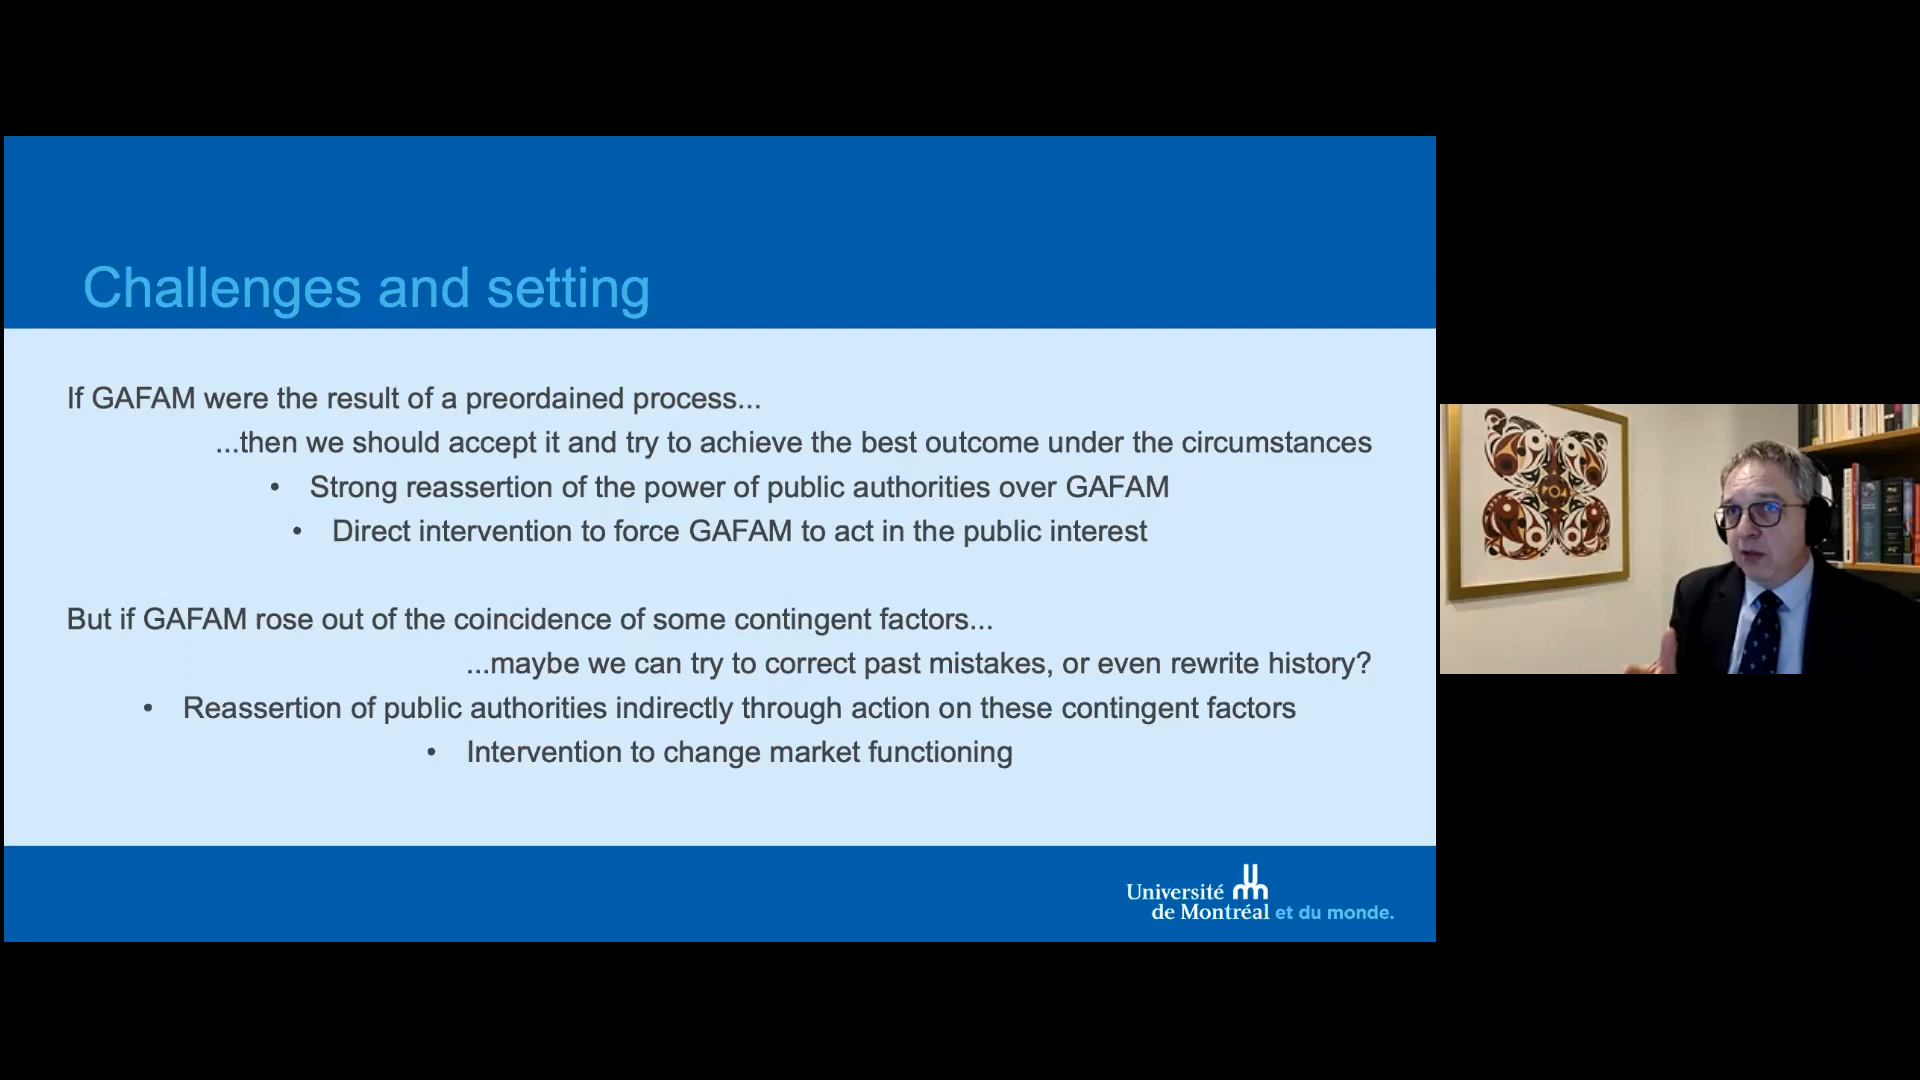 Challenges and setting
If GAFAM were the result of a preordained process...
...then we should accept it and try to achieve the best outcome under the circumstances
• Strong reassertion of the power of public authorities over GAFAM
• Direct intervention to force GAFAM to act in the public interest
But if GAFAM rose out of the coincidence of some contingent factors...
...maybe we can try to correct past mistakes, or even rewrite history?
• Reassertion of public authorities indirectly through action on these contingent factors
• Intervention to change market functioning
Université
de Montréal et du monde.